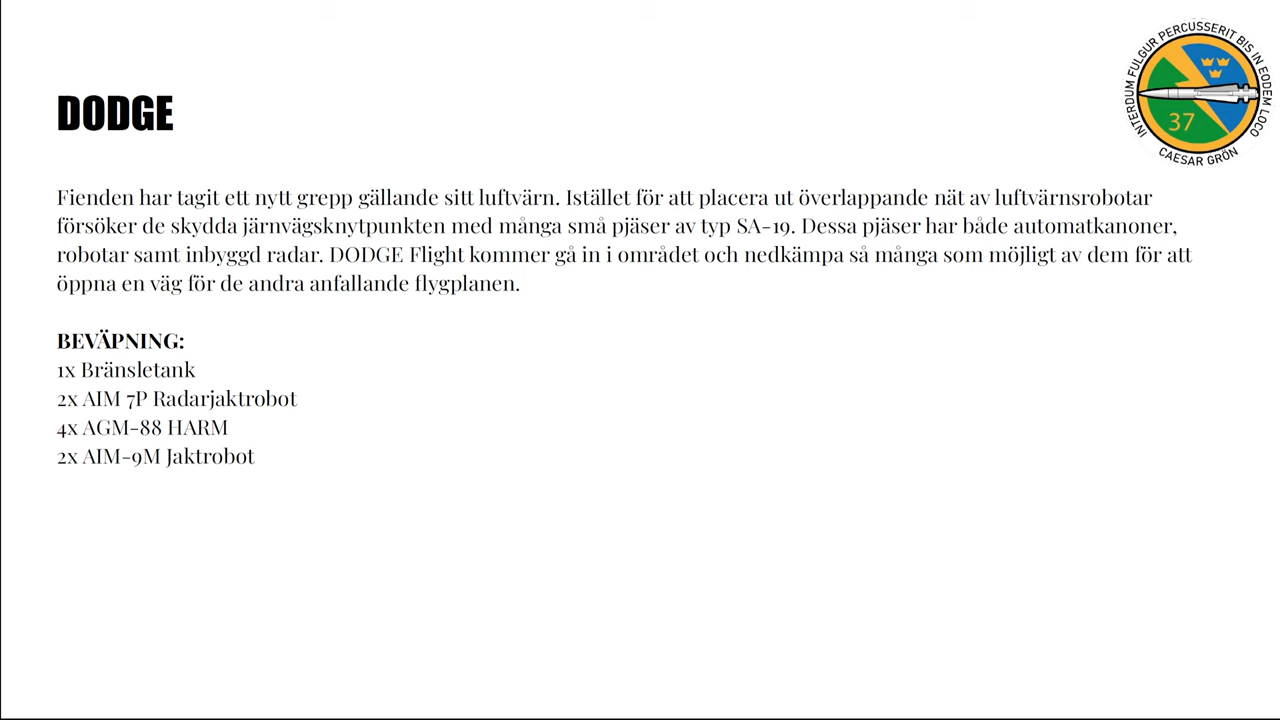 INTERDUM FULGUR PERCUSSERIT BIS IN EODEM LOCO
37
CAESAR GRÖN
DODGE
Fienden har tagit ett nytt grepp gällande sitt luftvärn. Istället för att placera ut överlappande nät av luftvärnsrobotar
försöker de skydda järnvägsknytpunkten med många små pjäser av typ SA-19. Dessa pjäser har både automatkanoner,
robotar samt inbyggd radar. DODGE Flight kommer gå in i området och nedkämpa så många som möjligt av dem för att
öppna en väg för de andra anfallande flygplanen.
BEVÄPNING:
1x Bränsletank
2x AIM 7P Radarjaktrobot
4x AGM-88 HARM
2x AIM-9M Jaktrobot